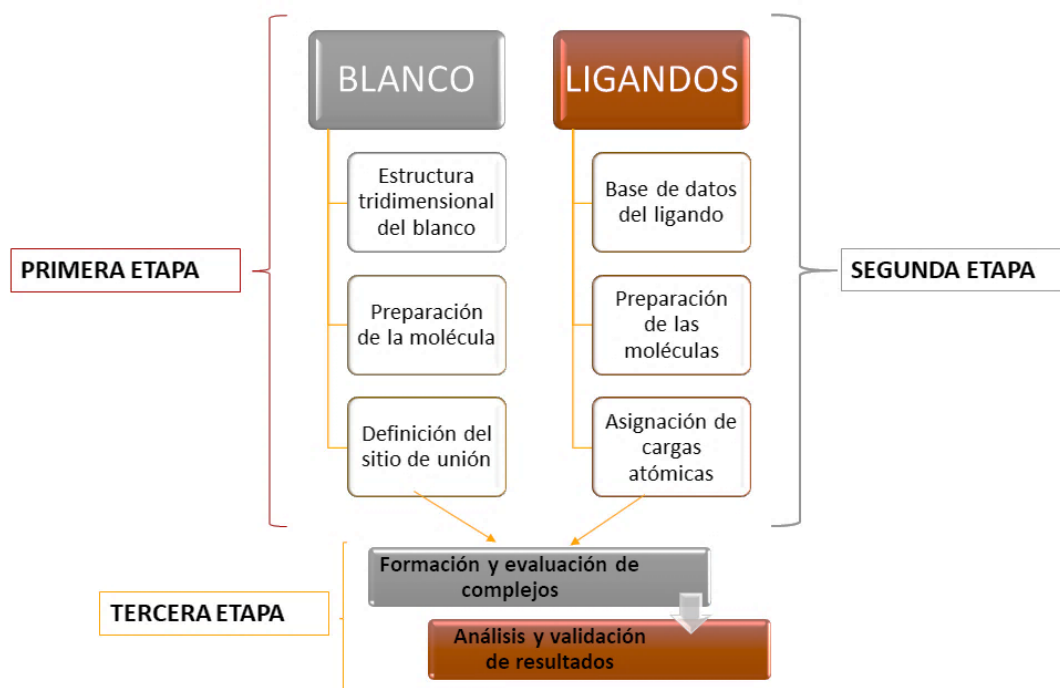 BLANCO
LIGANDOS
Estructura
tridimensional
del blanco
Base de datos
del ligando
PRIMERA ETAPA
SEGUNDA ETAPA
Preparación
de la molécula
Preparación
de las
moléculas
Definición del
sitio de unión
Asignación de
cargas
atómicas
Formación y evaluación de
complejos
TERCERA ETAPA
Análisis y validación
de resultados